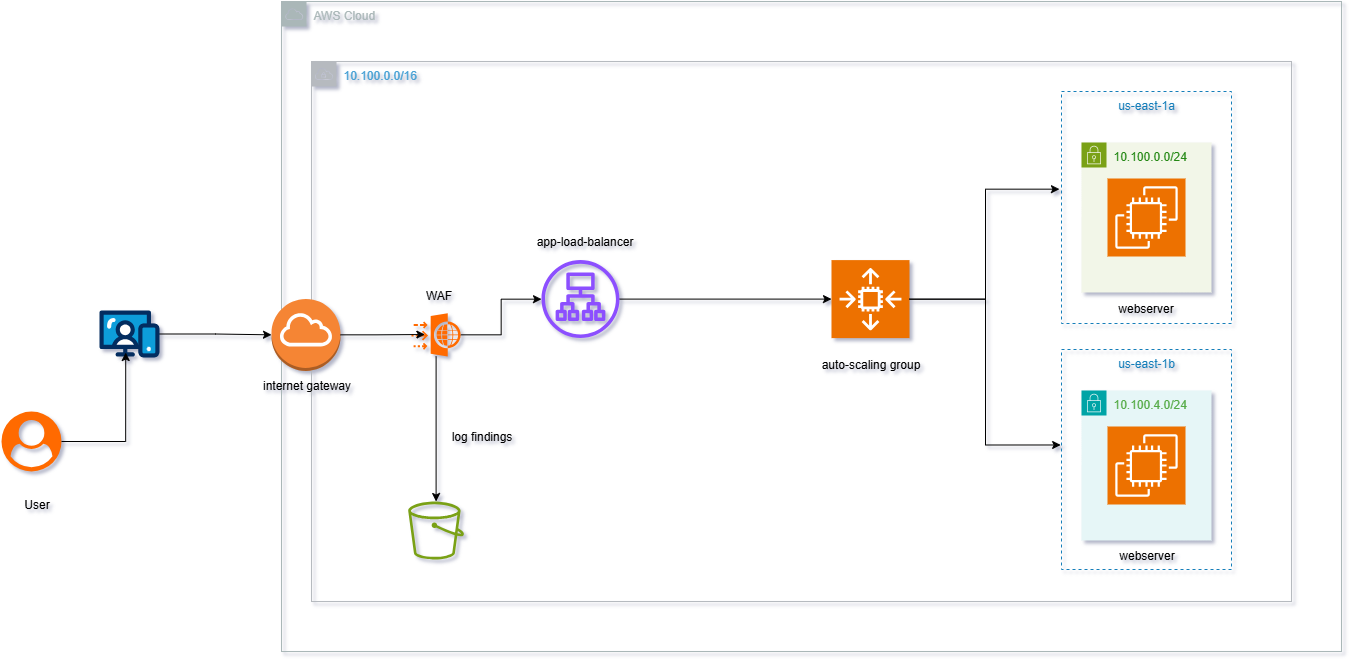 AWS Cloud
10.100.0.0/16
us-east-1a
10.100.0.0/24
webserver
app-load-balancer
WAF
internet gateway
auto-scaling group
us-east-1b
10.100.4.0/24
webserver
log findings
User